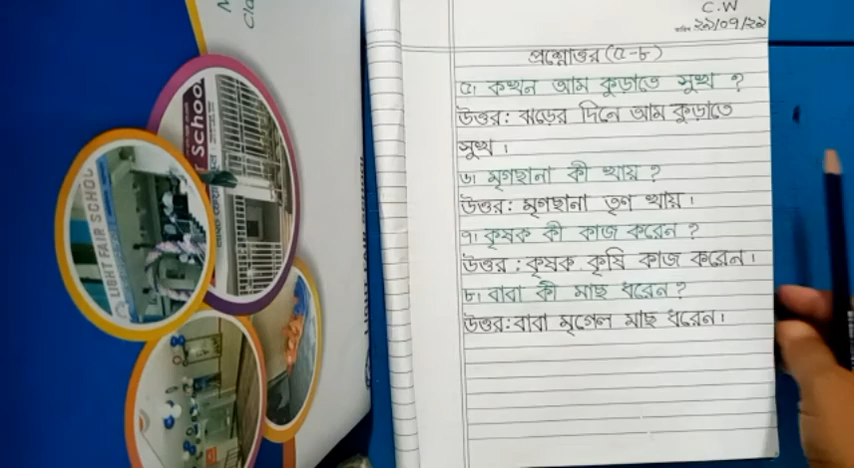 C.W
২৯/০৭/২১
প্রশ্নোত্তর (৫-৮)
৫। কখন আম কুড়াতে সুখ ?
উত্তর: ঝড়ের দিনে আম কুড়াতে
সুখ ।
৬। মৃগছানা কী খায় ?
উত্তর: মৃগছানা তৃণ খায় ।
৭। কৃষক কী কাজ করেন ?
উত্তর : কৃষক কৃষি কাজ করেন ।
৮। বাবা কী মাছ ধরেন ?
উত্তর: বাবা মৃগেল মাছ ধরেন ।
LIGHT FAIR SCHOOL
School